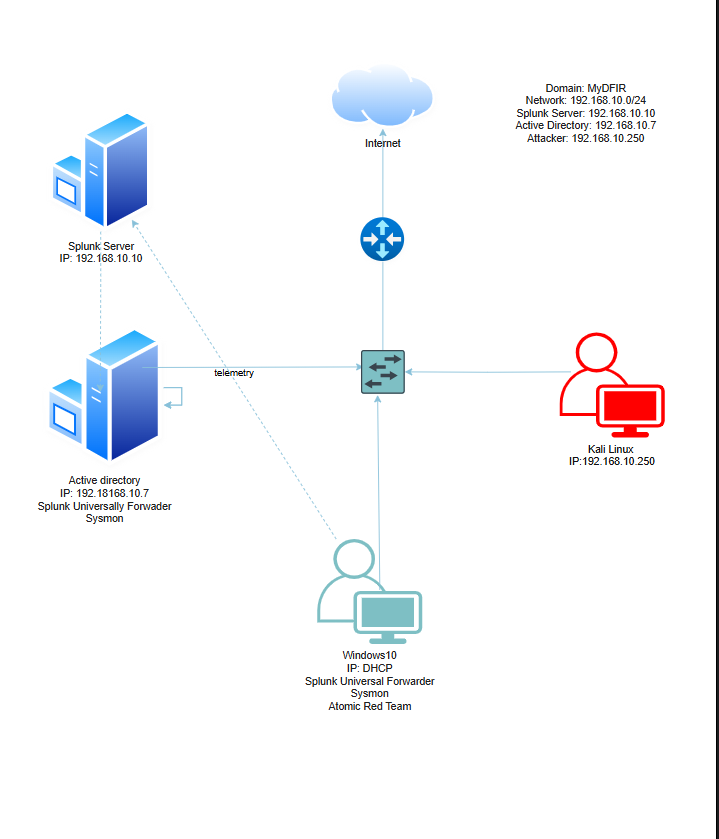 Domain: MyDFIR
Network: 192.168.10.0/24
Splunk Server: 192.168.10.10
Active Directory: 192.168.10.7
Attacker: 192.168.10.250
Internet
Splunk Server
IP: 192.168.10.10
telemetry
Kali Linux
IP:192.168.10.250
Active directory
IP: 192.18168.10.7
Splunk Universally Forwader
Sysmon
Windows10
IP: DHCP
Splunk Universal Forwarder
Sysmon
Atomic Red Team